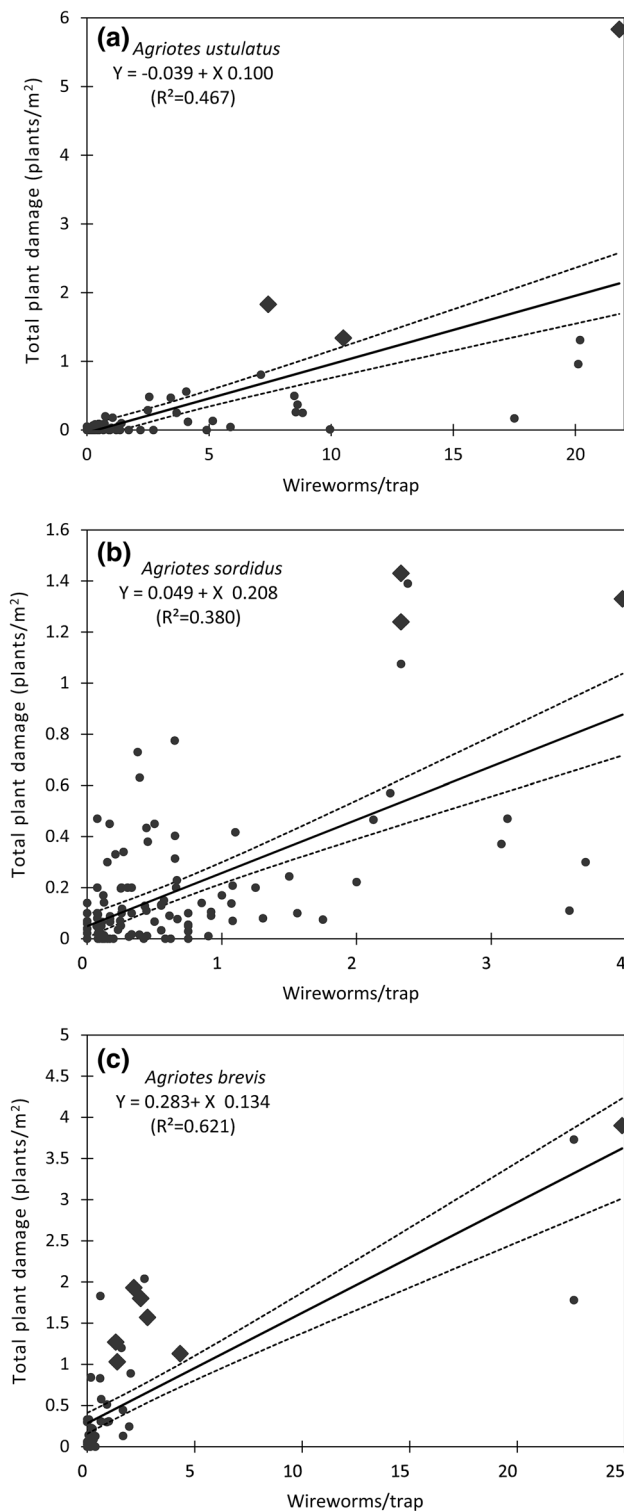 (a)
Agriotes ustulatus
Y = -0.039 + X 0.100
(R²=0.467)
Total plant damage (plants/m²)
6
5
4
3
2
1
0
0 5 10 15 20
Wireworms/trap
(b)
Agriotes sordidus
Y = 0.049 + X 0.208
(R²=0.380)
Total plant damage (plants/m²)
1.6
1.4
1.2
1
0.8
0.6
0.4
0.2
0
0 1 2 3 4
Wireworms/trap
(c)
Agriotes brevis
Y = 0.283+ X 0.134
(R²=0.621)
Total plant damage (plants/m²)
5
4.5
4
3.5
3
2.5
2
1.5
1
0.5
0
0 5 10 15 20 25
Wireworms/trap